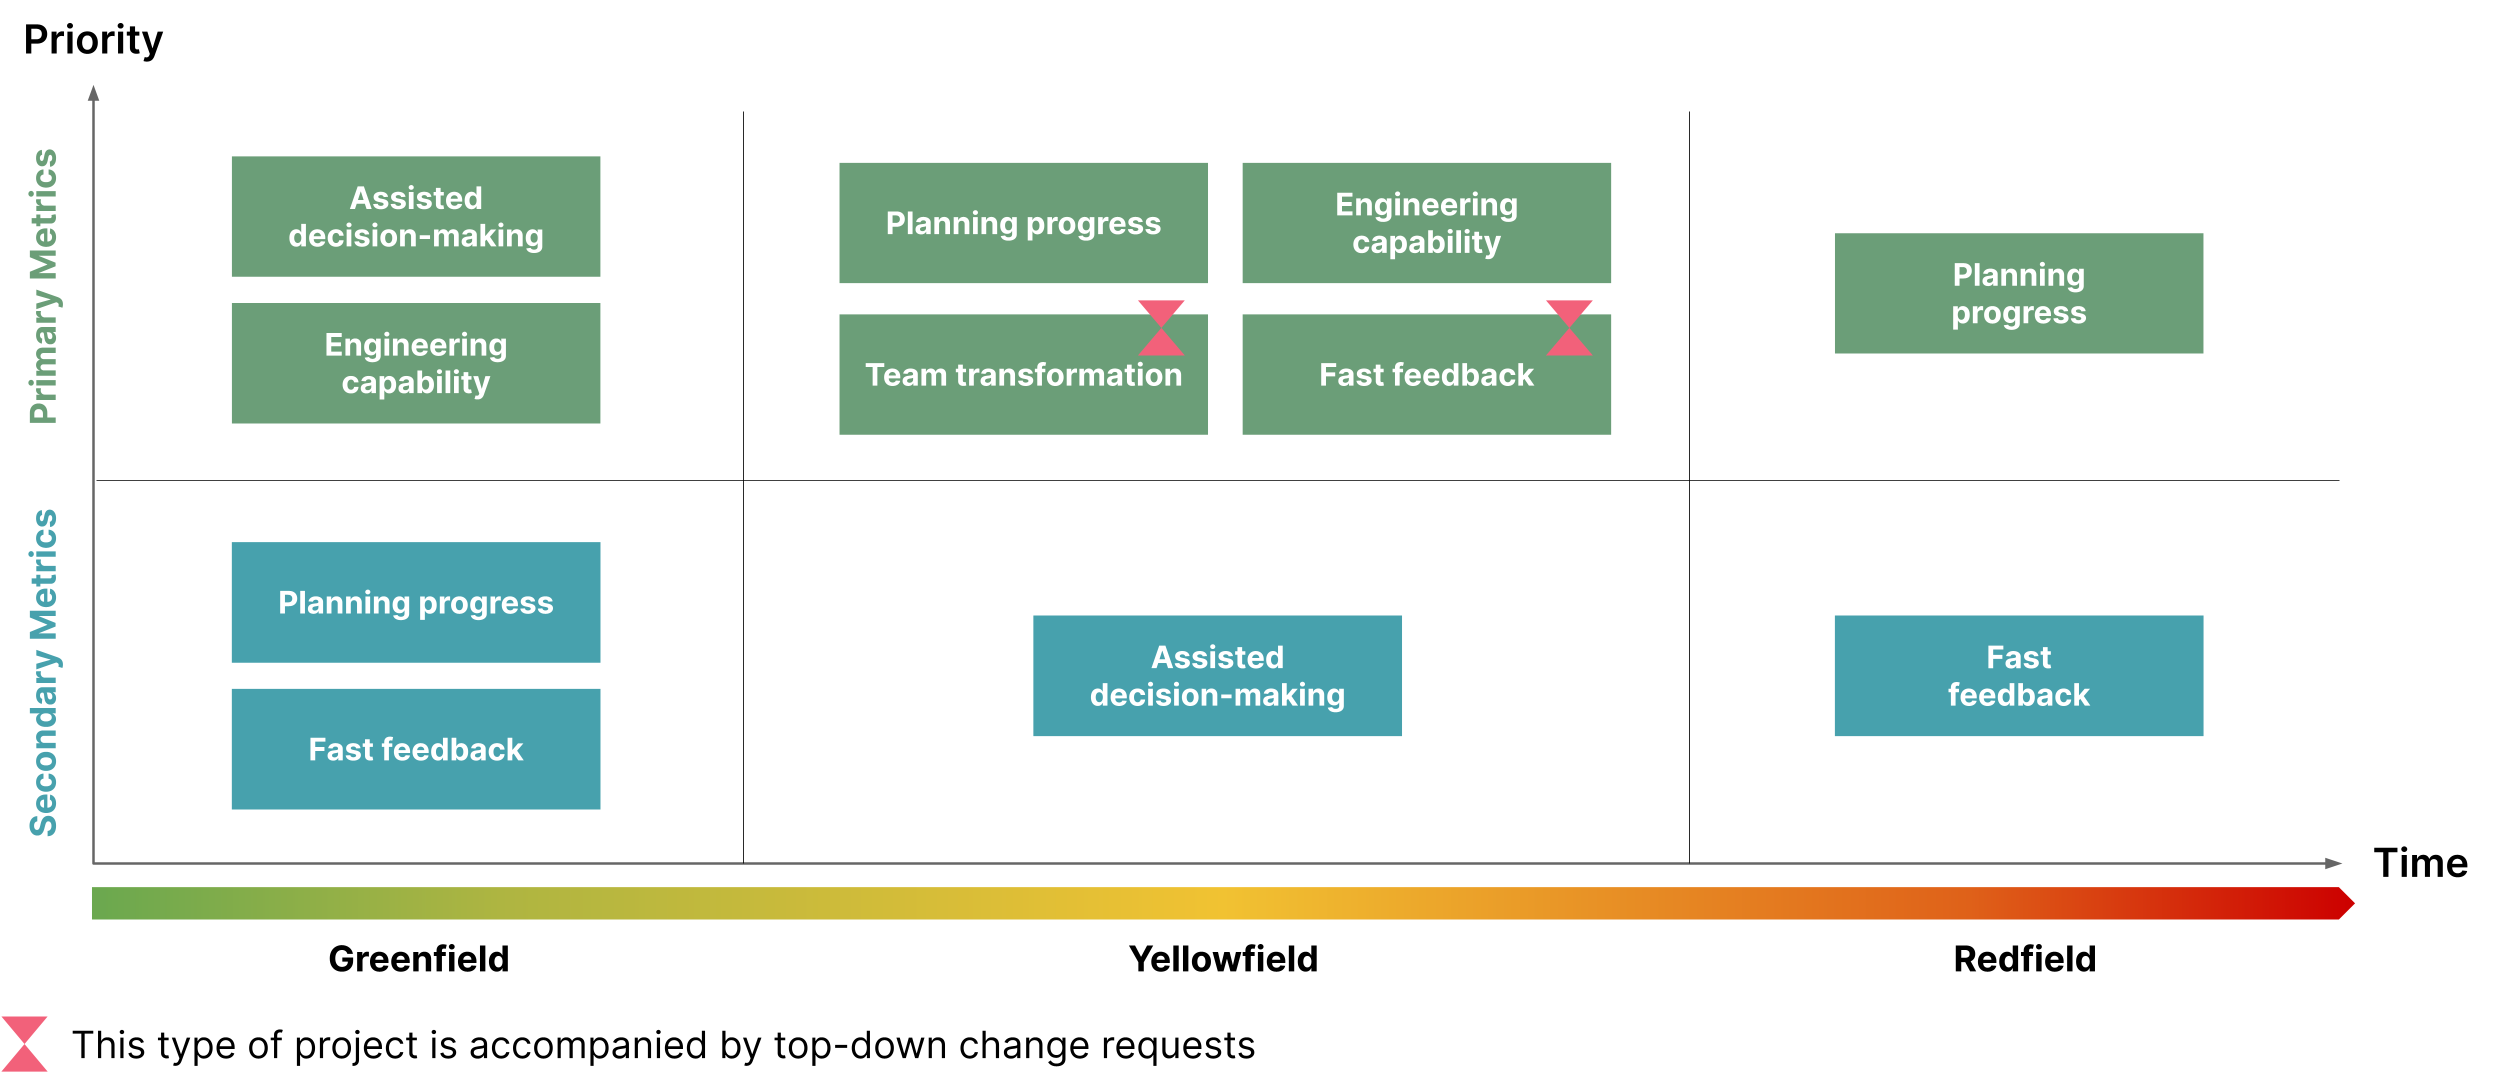 Priority
Primary Metrics
Assisted
decision-making
Engineering
capability
Planning progress
Engineering
capability
Team transformation
Fast feedback
Planning
progress
Secondary Metrics
Planning progress
Fast feedback
Assisted
decision-making
Fast
feedback
Time
Greenfield
Yellowfield
Redfield
This type of project is accompanied by top-down change requests